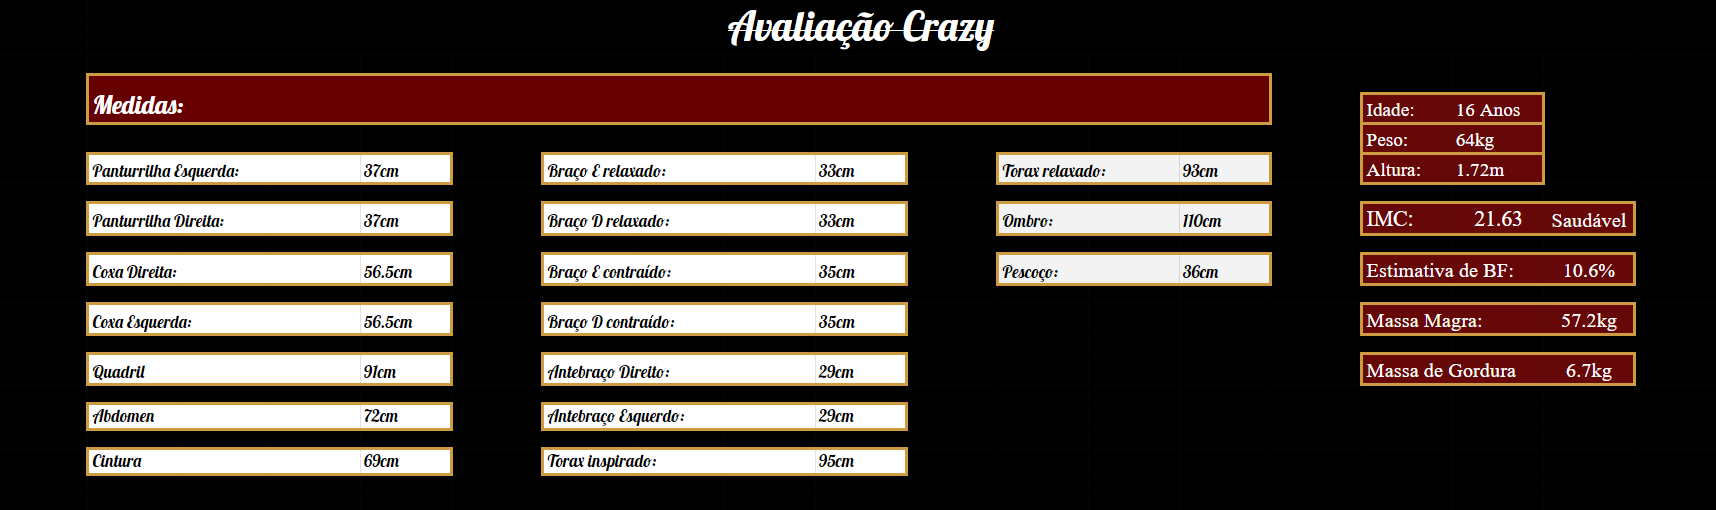 Avaliação Crazy
Medidas:
Panturrilha Esquerda: 37cm
Panturrilha Direita: 37cm
Coxa Direita: 56.5cm
Coxa Esquerda: 56.5cm
Quadril 91cm
Abdomen 72cm
Cintura 69cm
Braço E relaxado: 33cm
Braço D relaxado: 33cm
Braço E contraído: 35cm
Braço D contraído: 35cm
Antebraço Direito: 29cm
Antebraço Esquerdo: 29cm
Torax inspirado: 95cm
Torax relaxado: 93cm
Ombro: 110cm
Pescoço: 36cm
Idade: 16 Anos
Peso: 64kg
Altura: 1.72m
IMC: 21.63 Saudável
Estimativa de BF: 10.6%
Massa Magra: 57.2kg
Massa de Gordura 6.7kg